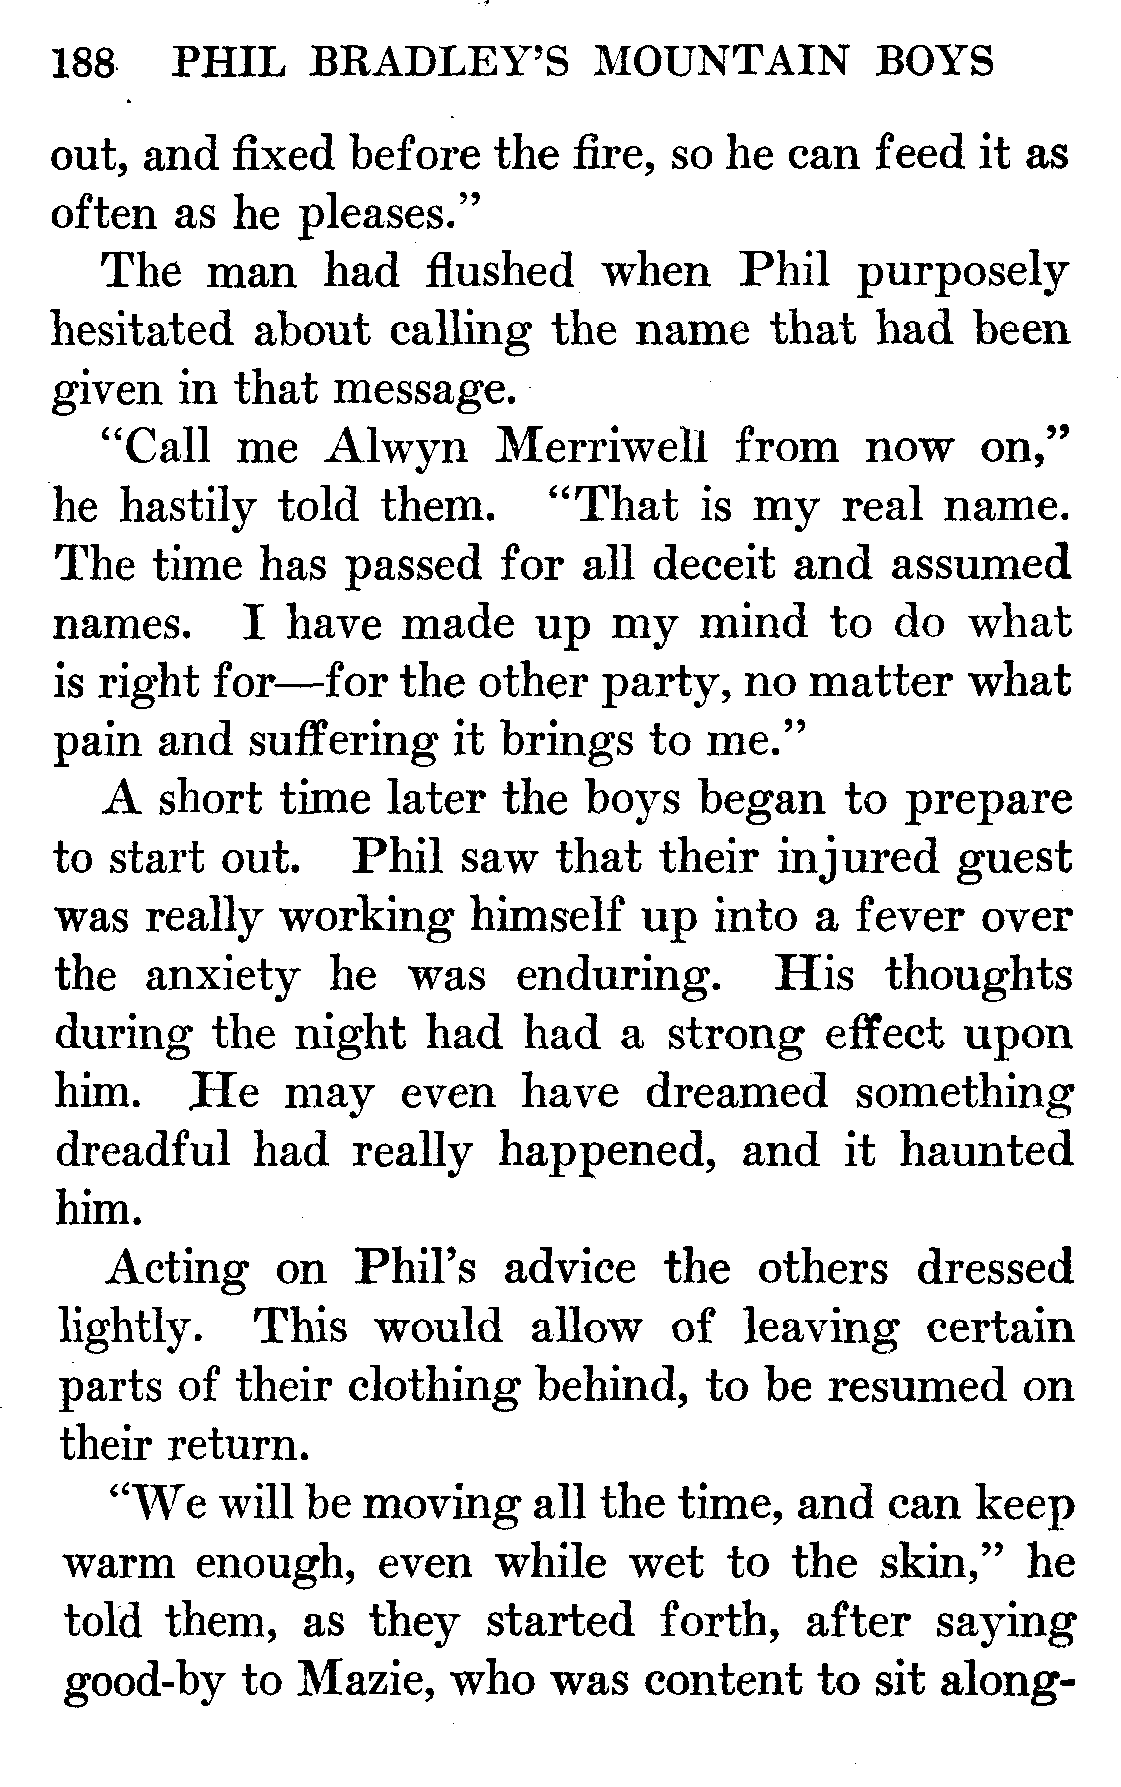 188 PHIL BRADLEY'S MOUNTAIN BOYS
out, and fixed before the fire, so he can feed it as
often as he pleases.”
The man had flushed when Phil purposely
hesitated about calling the name that had been
given in that message.
“Call me Alwyn Merriwell from now on,”
he hastily told them. “That is my real name.
The time has passed for all deceit and assumed
names. I have made up my mind to do what
is right for—for the other party, no matter what
pain and suffering it brings to me.”
A short time later the boys began to prepare
to start out. Phil saw that their injured guest
was really working himself up into a fever over
the anxiety he was enduring. His thoughts
during the night had had a strong effect upon
him. He may even have dreamed something
dreadful had really happened, and it haunted
him.
Acting on Phil’s advice the others dressed
lightly. This would allow of leaving certain
parts of their clothing behind, to be resumed on
their return.
“We will be moving all the time, and can keep
warm enough, even while wet to the skin,” he
told them, as they started forth, after saying
good-by to Mazie, who was content to sit along-